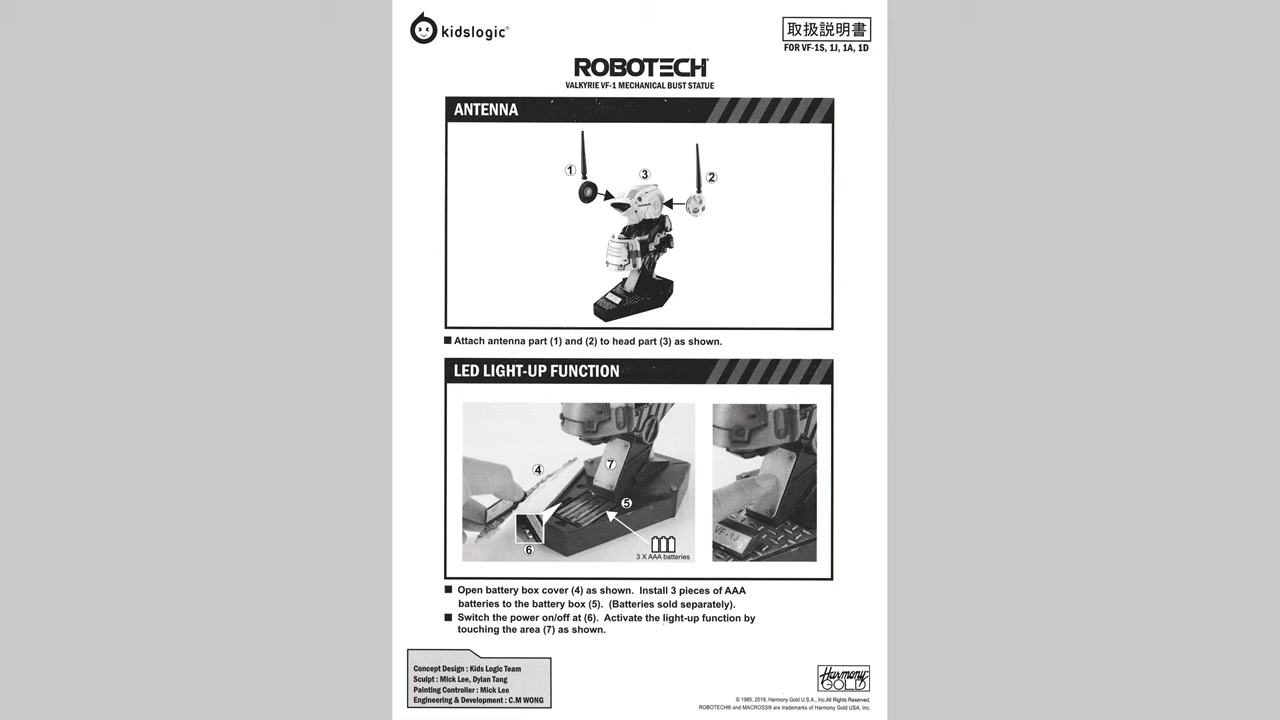 kidslogic®
取扱説明書
FOR VF-1S, 1J, 1A, 1D
ROBOTECH®
VALKYRIE VF-1 MECHANICAL BUST STATUE
ANTENNA
1
3
2
■ Attach antenna part (1) and (2) to head part (3) as shown.
LED LIGHT-UP FUNCTION
4
7
5
6
3 X AAA batteries
VF-1J
■ Open battery box cover (4) as shown. Install 3 pieces of AAA
batteries to the battery box (5). (Batteries sold separately).
■ Switch the power on/off at (6). Activate the light-up function by
touching the area (7) as shown.
Concept Design : Kids Logic Team
Sculpt : Mick Lee, Dylan Tang
Painting Controller : Mick Lee
Engineering & Development : C.M WONG
Harmony
GOLD
© 1985, 2019, Harmony Gold U.S.A., Inc.All Rights Reserved.
ROBOTECH® and MACROSS® are trademarks of Harmony Gold USA, Inc.